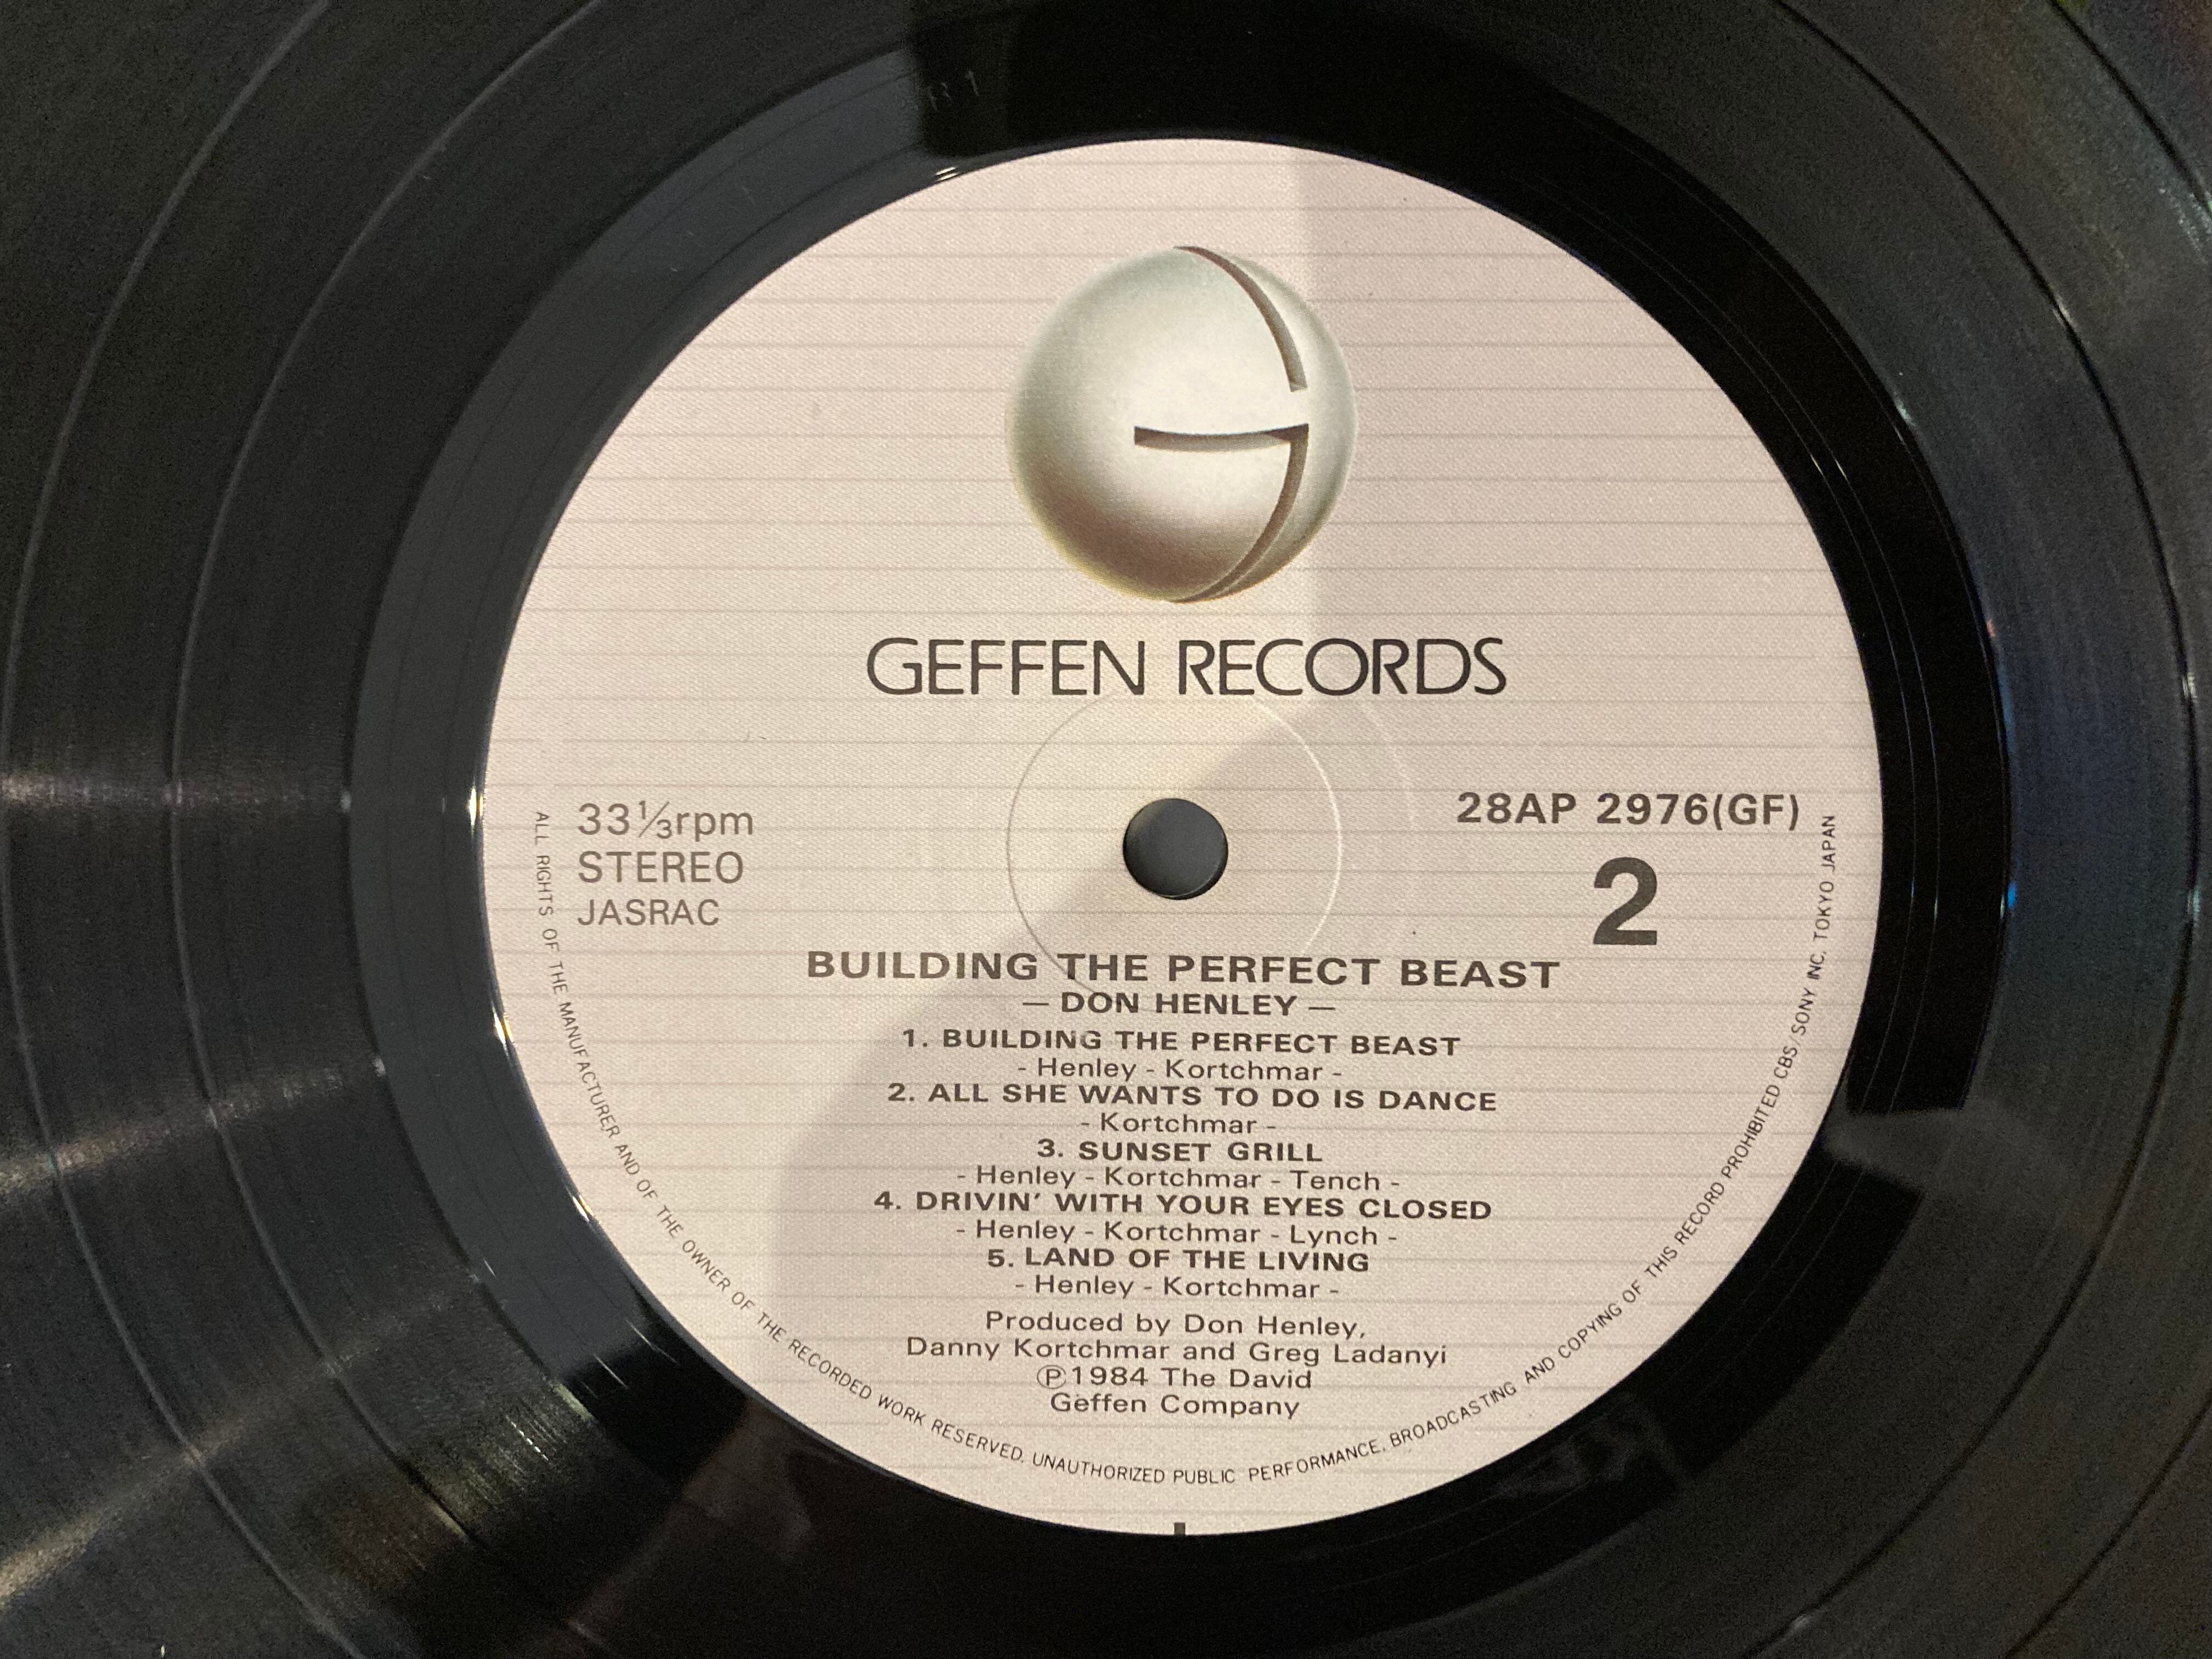 B1
GEFFEN RECORDS
33⅓rpm
STEREO
JASRAC
28AP 2976(GF)
2
BUILDING THE PERFECT BEAST
— DON HENLEY —
1. BUILDING THE PERFECT BEAST
- Henley - Kortchmar -
2. ALL SHE WANTS TO DO IS DANCE
- Kortchmar -
3. SUNSET GRILL
- Henley - Kortchmar - Tench -
4. DRIVIN' WITH YOUR EYES CLOSED
- Henley - Kortchmar - Lynch -
5. LAND OF THE LIVING
- Henley - Kortchmar -
Produced by Don Henley,
Danny Kortchmar and Greg Ladanyi
℗1984 The David
Geffen Company
ALL RIGHTS OF THE MANUFACTURER AND OF THE OWNER OF THE RECORDED WORK RESERVED. UNAUTHORIZED PUBLIC PERFORMANCE, BROADCASTING AND COPYING OF THIS RECORD PROHIBITED CBS/SONY INC. TOKYO JAPAN